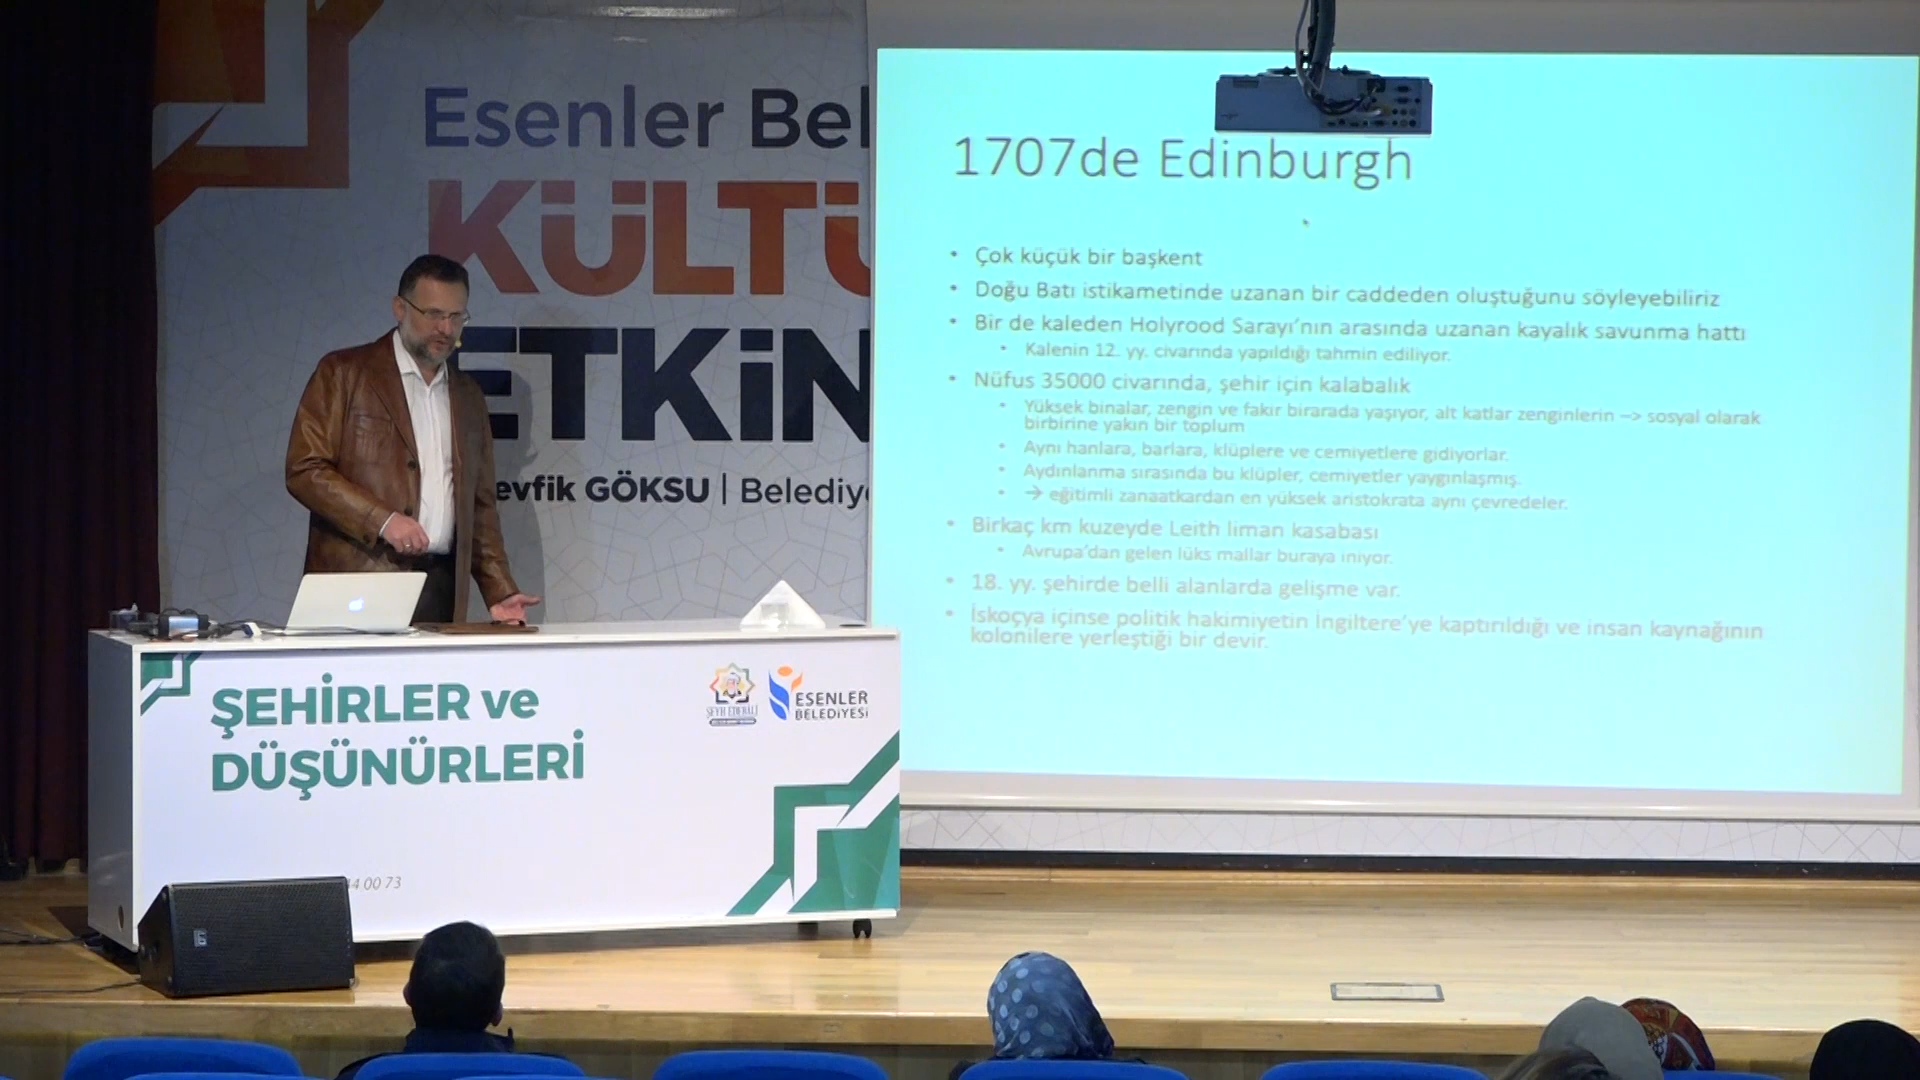 Esenler Bel
KÜLTÜ
ETKİN
evfik GÖKSU | Belediye
1707de Edinburgh
• Çok küçük bir başkent
• Doğu Batı istikametinde uzanan bir caddeden oluştuğunu söyleyebiliriz
• Bir de kaleden Holyrood Sarayı'nın arasında uzanan kayalık savunma hattı
• Kalenin 12. yy. civarında yapıldığı tahmin ediliyor.
• Nüfus 35000 civarında, şehir için kalabalık
• Yüksek binalar, zengin ve fakir birarada yaşıyor, alt katlar zenginlerin –> sosyal olarak
birbirine yakın bir toplum
• Aynı hanlara, barlara, klüplere ve cemiyetlere gidiyorlar.
• Aydınlanma sırasında bu klüpler, cemiyetler yaygınlaşmış.
• → eğitimli zanaatkardan en yüksek aristokrata aynı çevredeler.
• Birkaç km kuzeyde Leith liman kasabası
• Avrupa'dan gelen lüks mallar buraya iniyor.
• 18. yy. şehirde belli alanlarda gelişme var.
• İskoçya içinse politik hakimiyetin İngiltere'ye kaptırıldığı ve insan kaynağının
kolonilere yerleştiği bir devir.
ŞEHİRLER ve
DÜŞÜNÜRLERİ
ŞEYH EDEBALİ
ESENLER
BELEDİYESİ
44 00 73